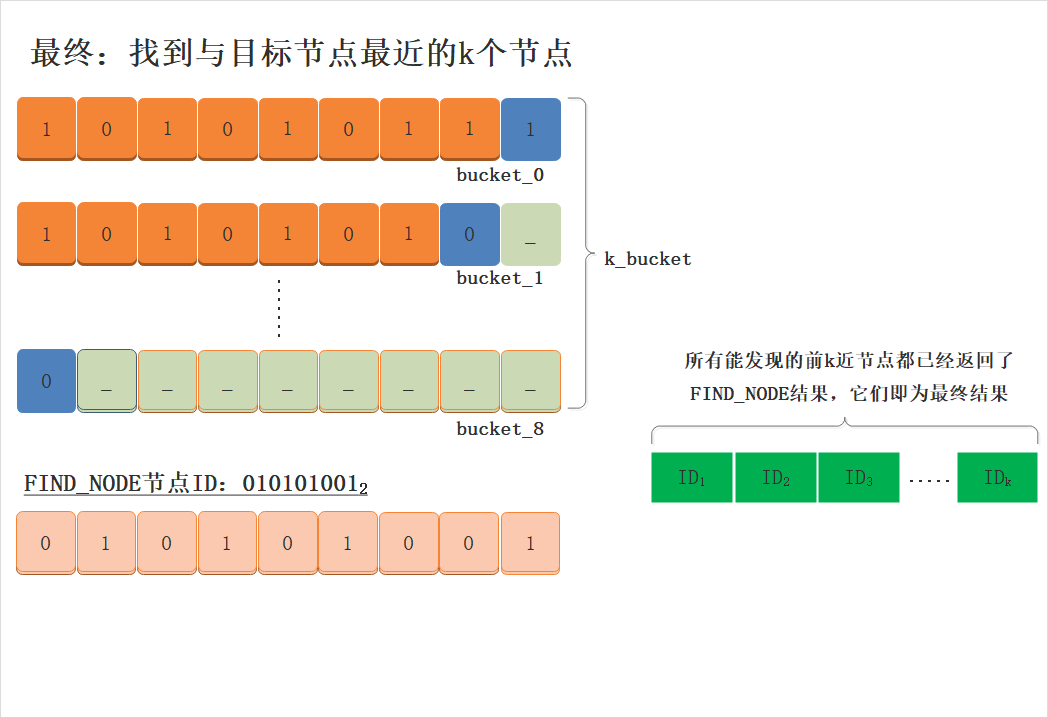 最终：找到与目标节点最近的k个节点
1 0 1 0 1 0 1 1 1
bucket_0
1 0 1 0 1 0 1 0 _
bucket_1
k_bucket
0 _ _ _ _ _ _ _ _
bucket_8
所有能发现的前k近节点都已经返回了
FIND_NODE结果，它们即为最终结果
ID₁ ID₂ ID₃ ..... IDₖ
FIND_NODE节点ID：010101001₂
0 1 0 1 0 1 0 0 1